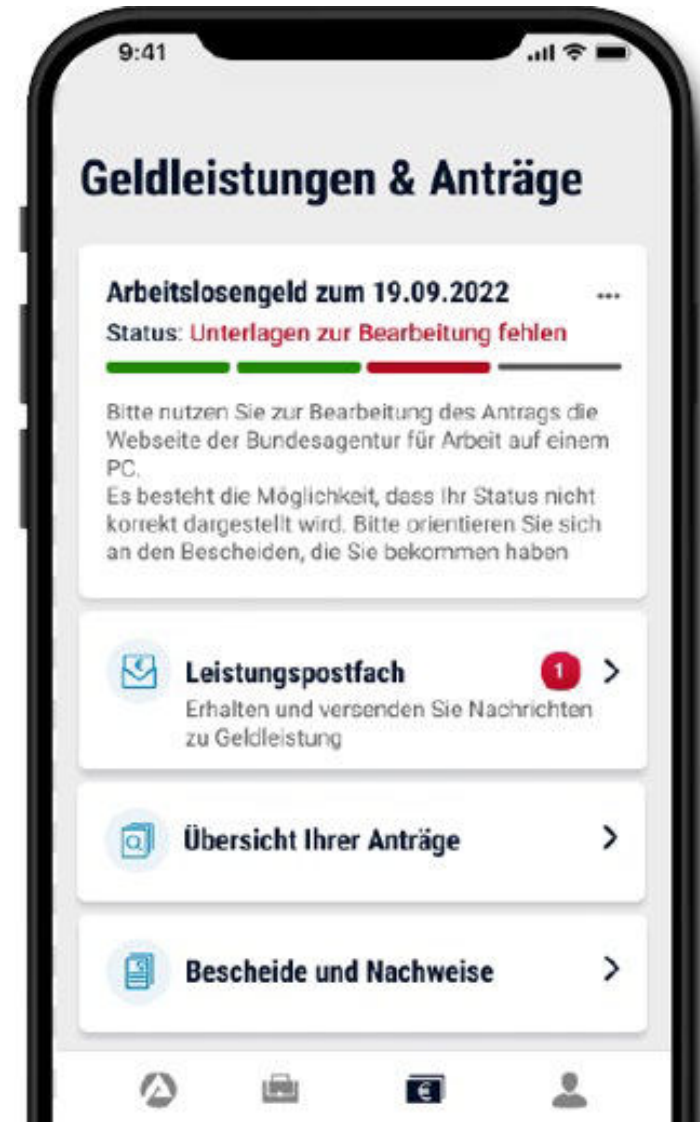 9:41
Geldleistungen & Anträge
Arbeitslosengeld zum 19.09.2022
Status: Unterlagen zur Bearbeitung fehlen
Bitte nutzen Sie zur Bearbeitung des Antrags die
Webseite der Bundesagentur für Arbeit auf einem
PC.
Es besteht die Möglichkeit, dass Ihr Status nicht
korrekt dargestellt wird. Bitte orientieren Sie sich
an den Bescheiden, die Sie bekommen haben
Leistungspostfach 1
Erhalten und versenden Sie Nachrichten
zu Geldleistung
Übersicht Ihrer Anträge
Bescheide und Nachweise